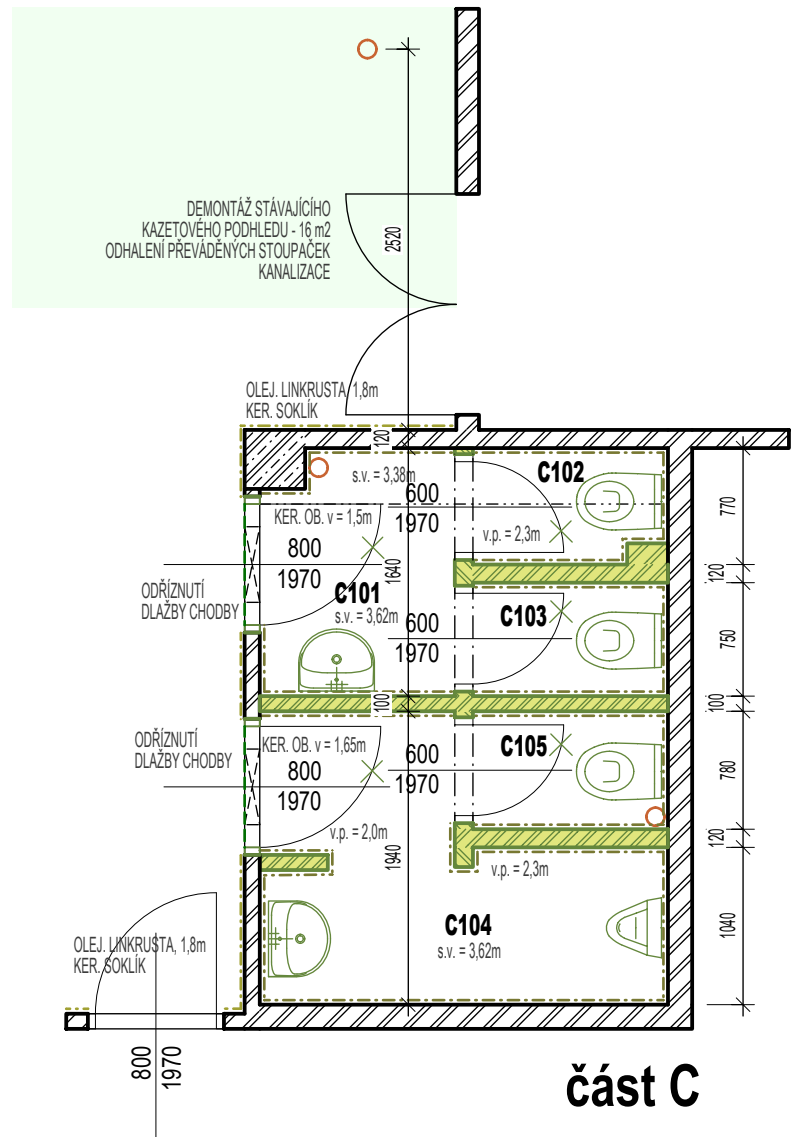 DEMONTÁŽ STÁVAJÍCÍHO
KAZETOVÉHO PODHLEDU - 16 m2
ODHALENÍ PŘEVÁDĚNÝCH STOUPAČEK
KANALIZACE
2520
OLEJ. LINKRUSTA, 1,8m
KER. SOKLÍK
120
s.v. = 3,38m
C102
600
1970
770
KER. OB. v = 1,5m
v.p. = 2,3m
800
1970
1640
120
ODŘÍZNUTÍ
DLAŽBY CHODBY
C101
s.v. = 3,62m
C103
600
1970
750
100
100
ODŘÍZNUTÍ
DLAŽBY CHODBY
KER. OB. v = 1,65m
C105
600
1970
780
800
1970
v.p. = 2,0m
120
1940
v.p. = 2,3m
C104
s.v. = 3,62m
1040
OLEJ. LINKRUSTA, 1,8m
KER. SOKLÍK
800
1970
část C